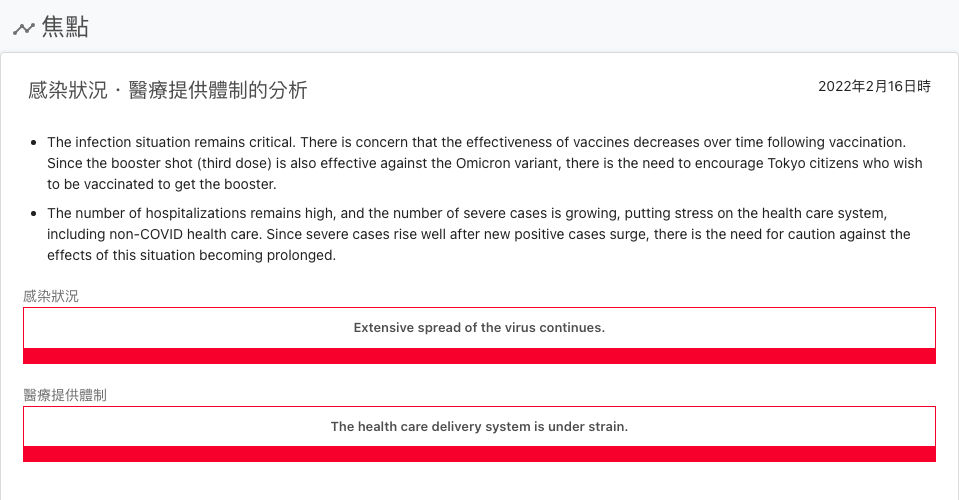 焦點
感染狀況・醫療提供體制的分析
2022年2月16日時
The infection situation remains critical. There is concern that the effectiveness of vaccines decreases over time following vaccination.
Since the booster shot (third dose) is also effective against the Omicron variant, there is the need to encourage Tokyo citizens who wish
to be vaccinated to get the booster.
The number of hospitalizations remains high, and the number of severe cases is growing, putting stress on the health care system,
including non-COVID health care. Since severe cases rise well after new positive cases surge, there is the need for caution against the
effects of this situation becoming prolonged.
感染狀況
Extensive spread of the virus continues.
醫療提供體制
The health care delivery system is under strain.